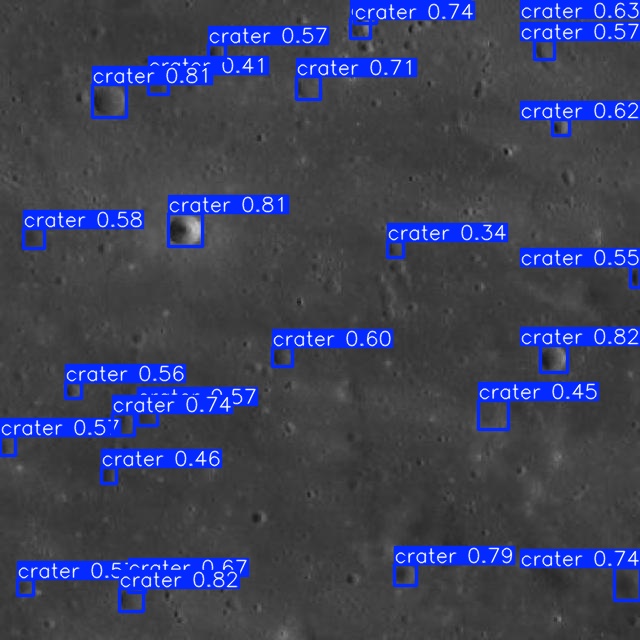 crater 0.74
crater 0.63
crater 0.57
crater 0.57
crater 0.41
crater 0.81
crater 0.71
crater 0.62
crater 0.81
crater 0.58
crater 0.34
crater 0.55
crater 0.60
crater 0.82
crater 0.56
crater 0.45
crater 0.57
crater 0.74
crater 0.57
crater 0.46
crater 0.79
crater 0.74
crater 0.67
crater 0.5
crater 0.82